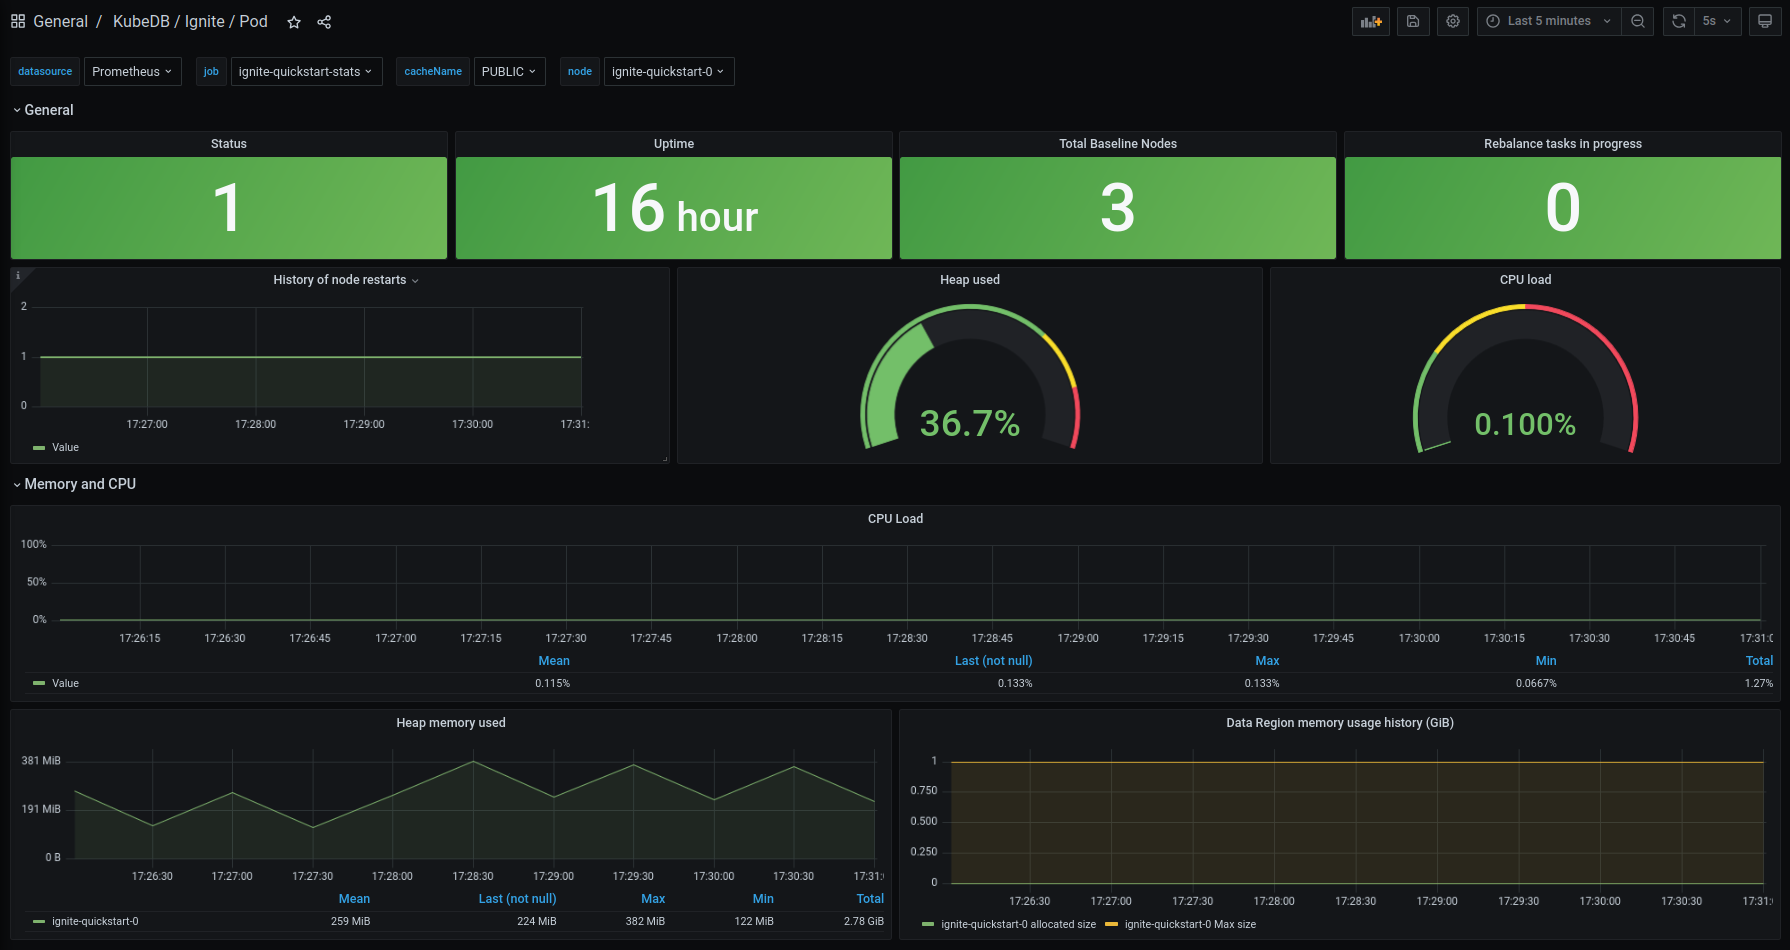 General / KubeDB / Ignite / Pod Last 5 minutes 5s
datasource Prometheus job ignite-quickstart-stats cacheName PUBLIC node ignite-quickstart-0
General
Status Uptime Total Baseline Nodes Rebalance tasks in progress
1 16 hour 3 0
i
History of node restarts
2
1
0
17:27:00 17:28:00 17:29:00 17:30:00 17:31:
Value
Heap used
36.7%
CPU load
0.100%
Memory and CPU
CPU Load
100%
50%
0%
17:26:15 17:26:30 17:26:45 17:27:00 17:27:15 17:27:30 17:27:45 17:28:00 17:28:15 17:28:30 17:28:45 17:29:00 17:29:15 17:29:30 17:29:45 17:30:00 17:30:15 17:30:30 17:30:45 17:31:0
Mean Last (not null) Max Min Total
Value 0.115% 0.133% 0.133% 0.0667% 1.27%
Heap memory used
381 MiB
191 MiB
0 B
17:26:30 17:27:00 17:27:30 17:28:00 17:28:30 17:29:00 17:29:30 17:30:00 17:30:30 17:31:
Mean Last (not null) Max Min Total
ignite-quickstart-0 259 MiB 224 MiB 382 MiB 122 MiB 2.78 GiB
Data Region memory usage history (GiB)
1
0.750
0.500
0.250
0
17:26:30 17:27:00 17:27:30 17:28:00 17:28:30 17:29:00 17:29:30 17:30:00 17:30:30 17:31:
ignite-quickstart-0 allocated size ignite-quickstart-0 Max size